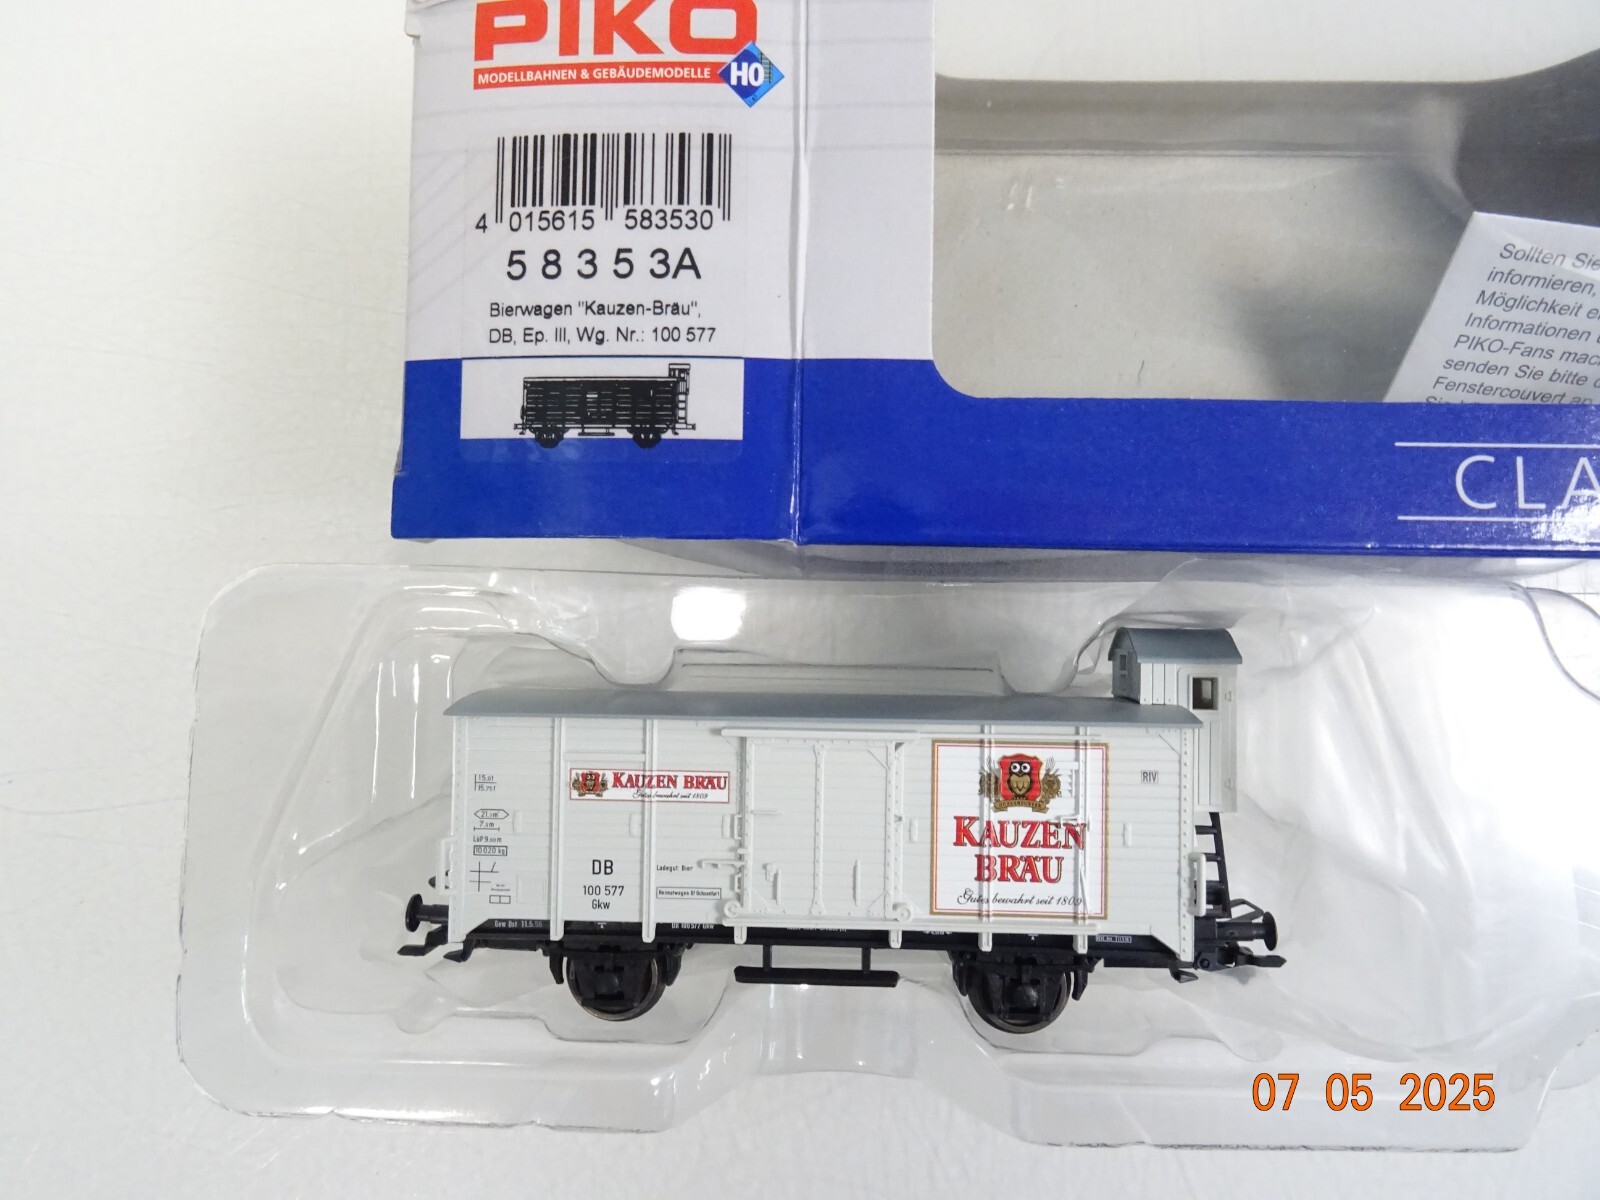 PIKO
MODELLBAHNEN & GEBÄUDEMODELLE
H0
4 015615 583530
58353A
Bierwagen "Kauzen-Bräu",
DB, Ep. III, Wg. Nr.: 100 577
Sollten Sie
informieren,
Möglichkeit
Informationen
PIKO-Fans
senden Sie bitte
Fenstercouvert an
CLA
KAUZEN BRÄU
Gutes bewahrt seit 1809
KAUZEN
BRÄU
Gutes bewahrt seit 1809
RIV
DB
100 577
Gkw
Ladegut: Bier
07 05 2025